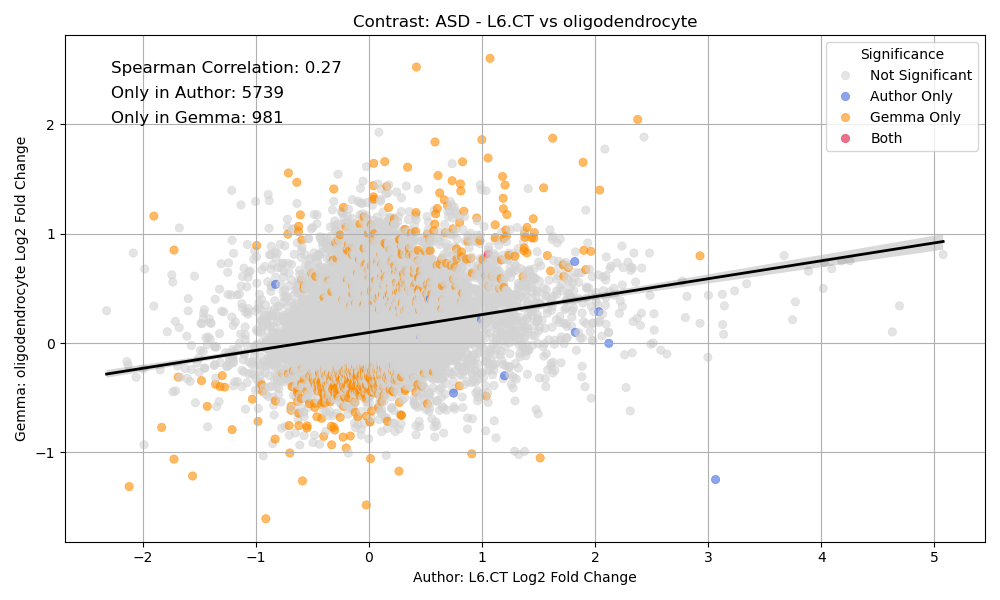 Contrast: ASD - L6.CT vs oligodendrocyte
Spearman Correlation: 0.27
Only in Author: 5739
Only in Gemma: 981
Significance
Not Significant
Author Only
Gemma Only
Both
Gemma: oligodendrocyte Log2 Fold Change
2
1
0
−1
−2
−1
0
1
2
3
4
5
Author: L6.CT Log2 Fold Change